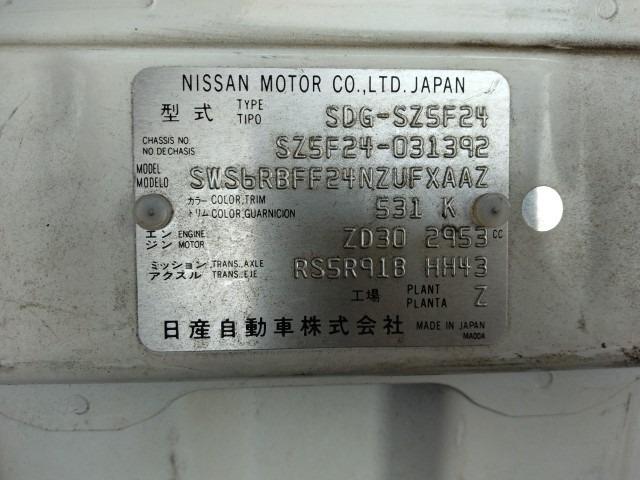 NISSAN MOTOR CO.,LTD. JAPAN
型式 TYPE TIPO SDG-SZ5F24
CHASSIS NO. NO DE CHASIS SZ5F24-031392
MODEL MODELO SWS6RBFF24NZUFXAAZ
カラー COLOR,TRIM トリム COLOR,GUARNICION 531 K
エンジン ENGINE MOTOR ZD30 2953 cc
ミッション TRANS.,AXLE アクスル TRANS.,EJE RS5R91B HH43
工場 PLANT PLANTA Z
日産自動車株式会社 MADE IN JAPAN
MA00A